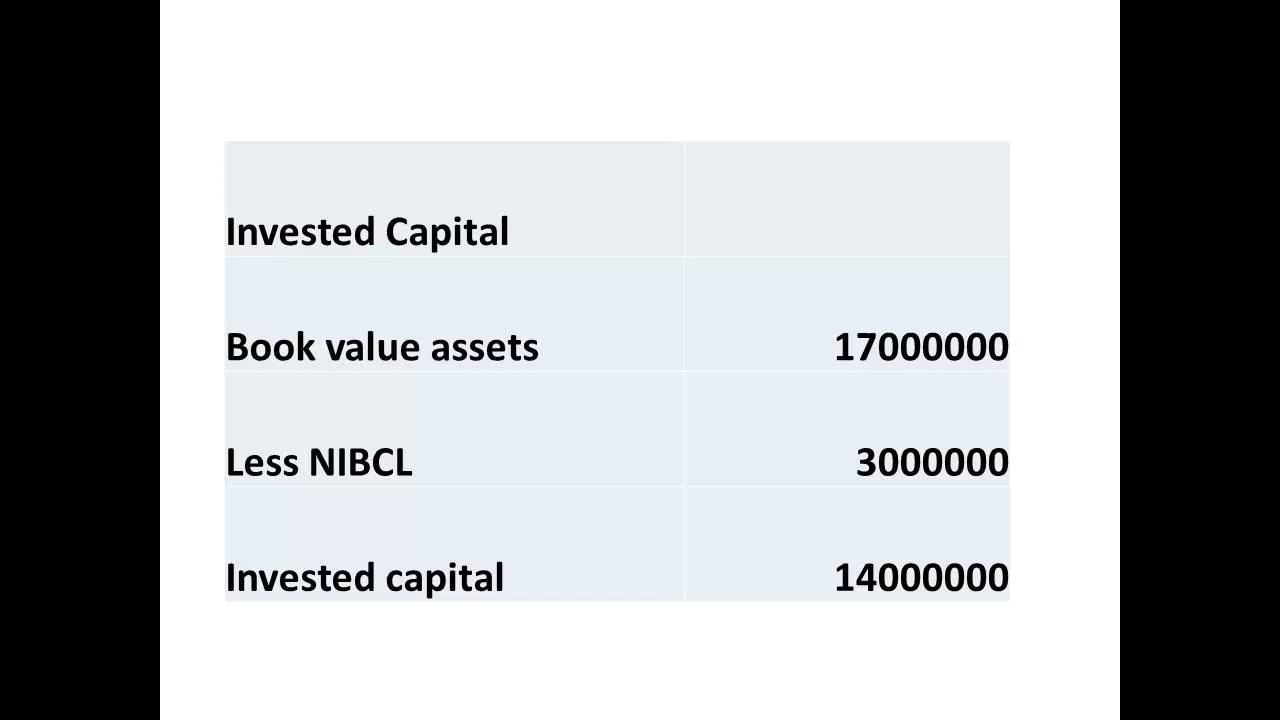 Invested Capital
Book value assets 17000000
Less NIBCL 3000000
Invested capital 14000000